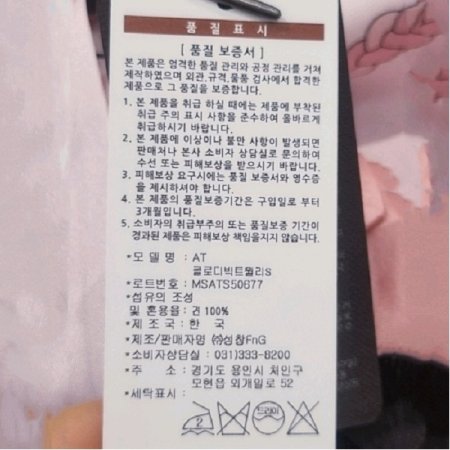 품 질 표 시
[ 품질 보증서 ]
본 제품은 엄격한 품질 관리와 공정 관리를 거쳐
제작하였으며 외관, 규격, 물품 검사에서 합격한
제품으로 그 품질을 보증합니다.
1. 본 제품을 취급 하실 때에는 제품에 부착된
취급 주의 표시 사항을 준수하여 올바르게
취급하시기 바랍니다.
2. 본 제품에 이상이나 불만 사항이 발생되면
판매처나 본사 소비자 상담실로 문의하여
수선 또는 피해보상을 받으시기 바랍니다.
3. 피해보상 요구시에는 품질 보증서와 영수증
을 제시하셔야 합니다.
4. 본 제품의 품질보증기간은 구입일로 부터
3개월입니다.
5. 소비자의 취급부주의 또는 품질보증 기간이
경과된 제품은 피해보상 책임을지지 않습니다.
*모 델 명 : AT
클로디빅트월리s
*로트번호 : MSATS50677
*섬유의 조성
및 혼용율 : 견 100%
*제 조 국 : 한 국
*제조/판매자명 ㈜성창FnG
*소비자상담실 : 031)333-8200
*주 소 : 경기도 용인시 처인구
모현읍 외개일로 52
*세탁표시 :
드라이